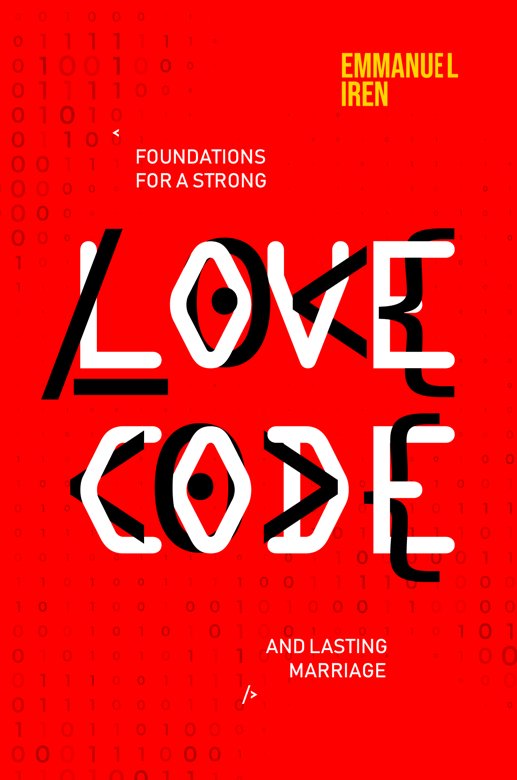 EMMANUEL
IREN
<
FOUNDATIONS
FOR A STRONG
LOVE
CODE
AND LASTING
MARRIAGE
/>